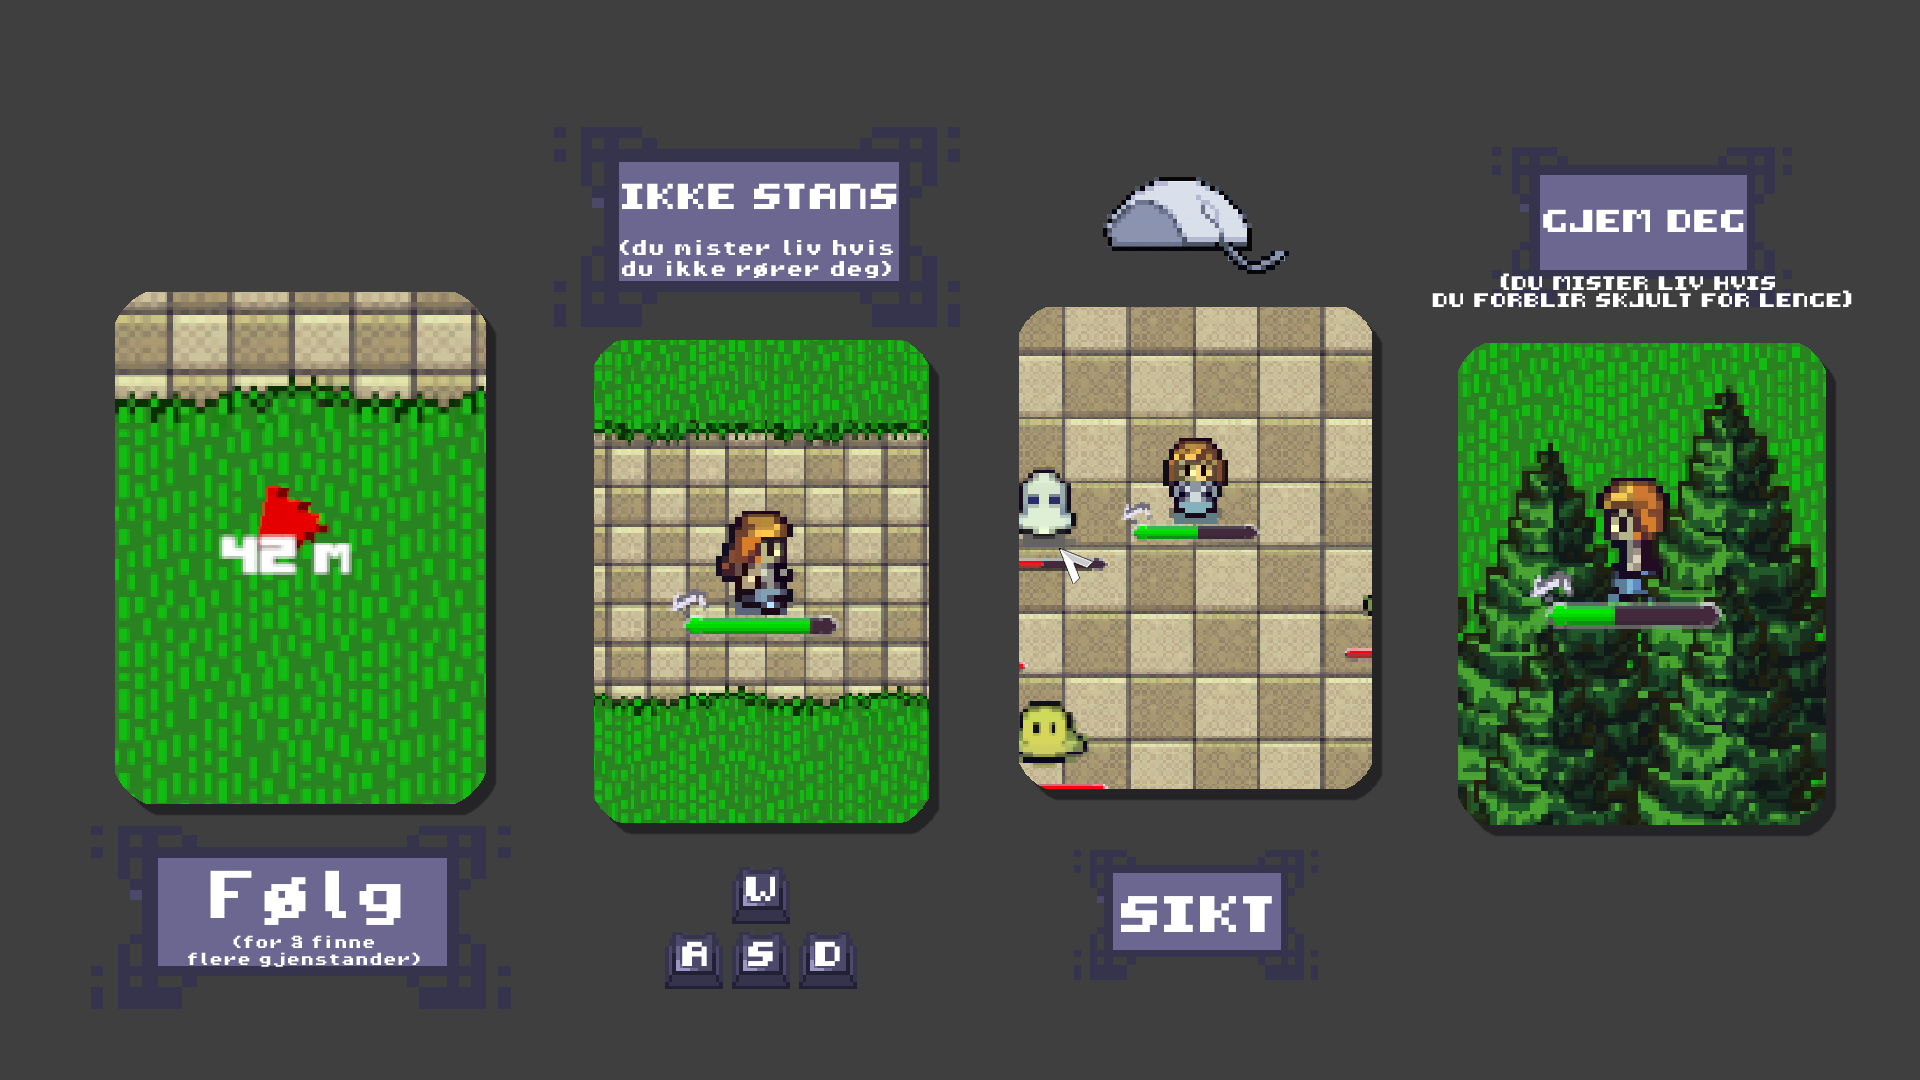 42 m
Følg
(for å finne
flere gjenstander)
IKKE STANS
(du mister liv hvis
du ikke rører deg)
W
A S D
SIKT
GJEM DEG
(DU MISTER LIV HVIS
DU FORBLIR SKJULT FOR LENGE)